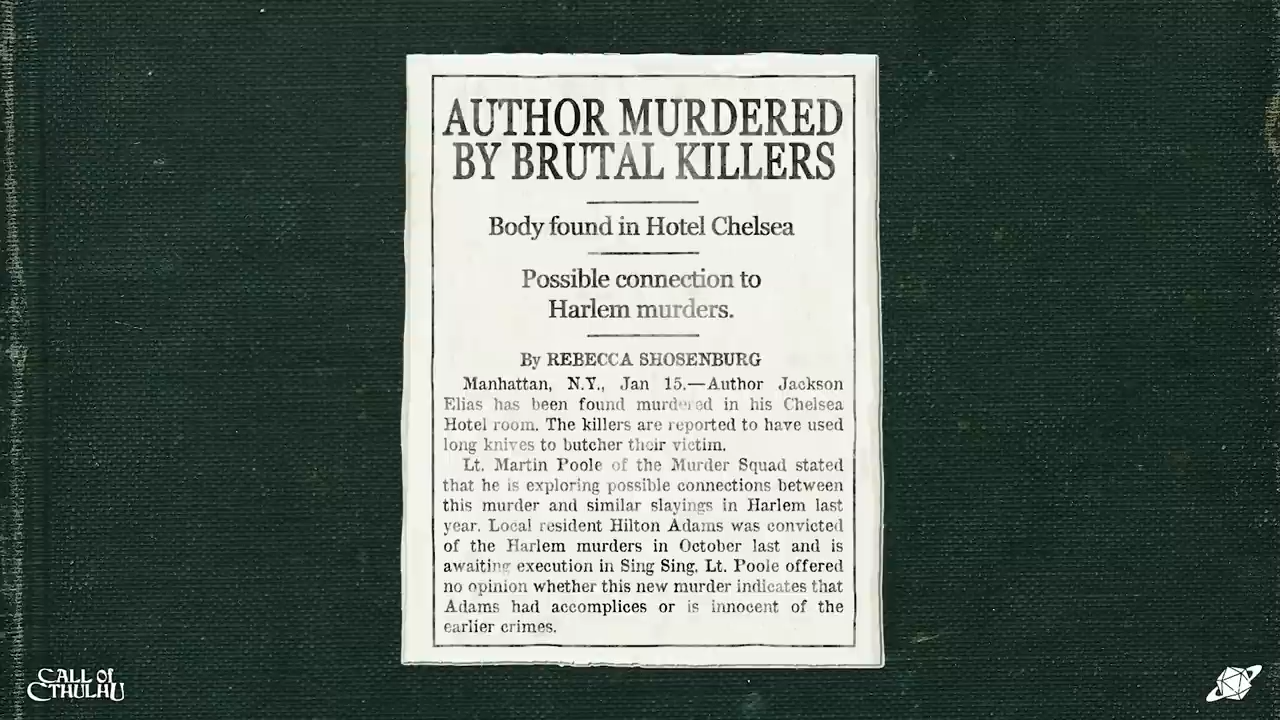 AUTHOR MURDERED
BY BRUTAL KILLERS
Body found in Hotel Chelsea
Possible connection to
Harlem murders.
By REBECCA SHOSENBURG
Manhattan, N.Y., Jan 15.—Author Jackson
Elias has been found murdered in his Chelsea
Hotel room. The killers are reported to have used
long knives to butcher their victim.
Lt. Martin Poole of the Murder Squad stated
that he is exploring possible connections between
this murder and similar slayings in Harlem last
year. Local resident Hilton Adams was convicted
of the Harlem murders in October last and is
awaiting execution in Sing Sing. Lt. Poole offered
no opinion whether this new murder indicates that
Adams had accomplices or is innocent of the
earlier crimes.
CALL OF
CTHULHU